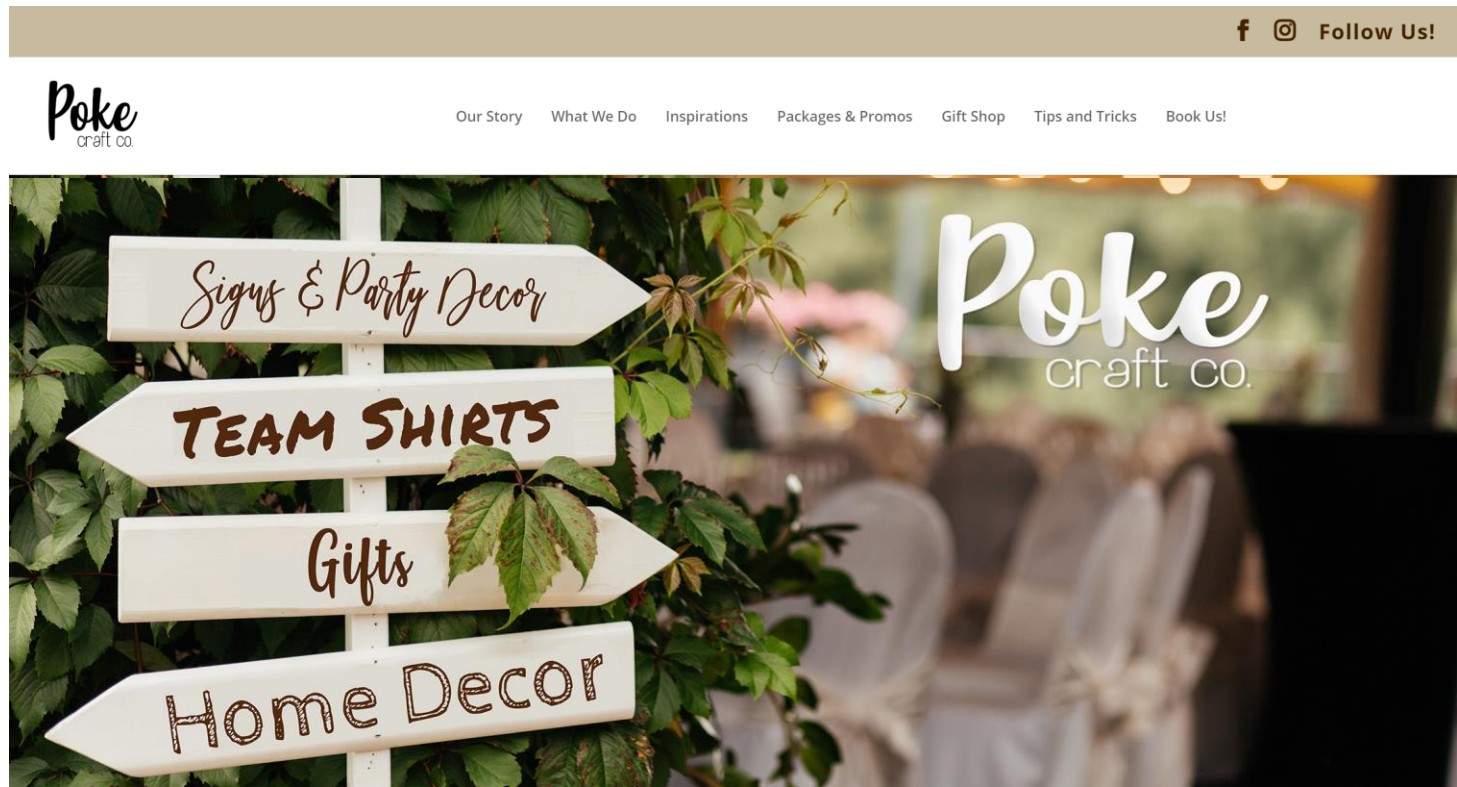 Follow Us!
Poke
craft co.
Our Story What We Do Inspirations Packages & Promos Gift Shop Tips and Tricks Book Us!
Signs & Party Decor
Poke
craft co.
Team Shirts
Gifts
Home Decor